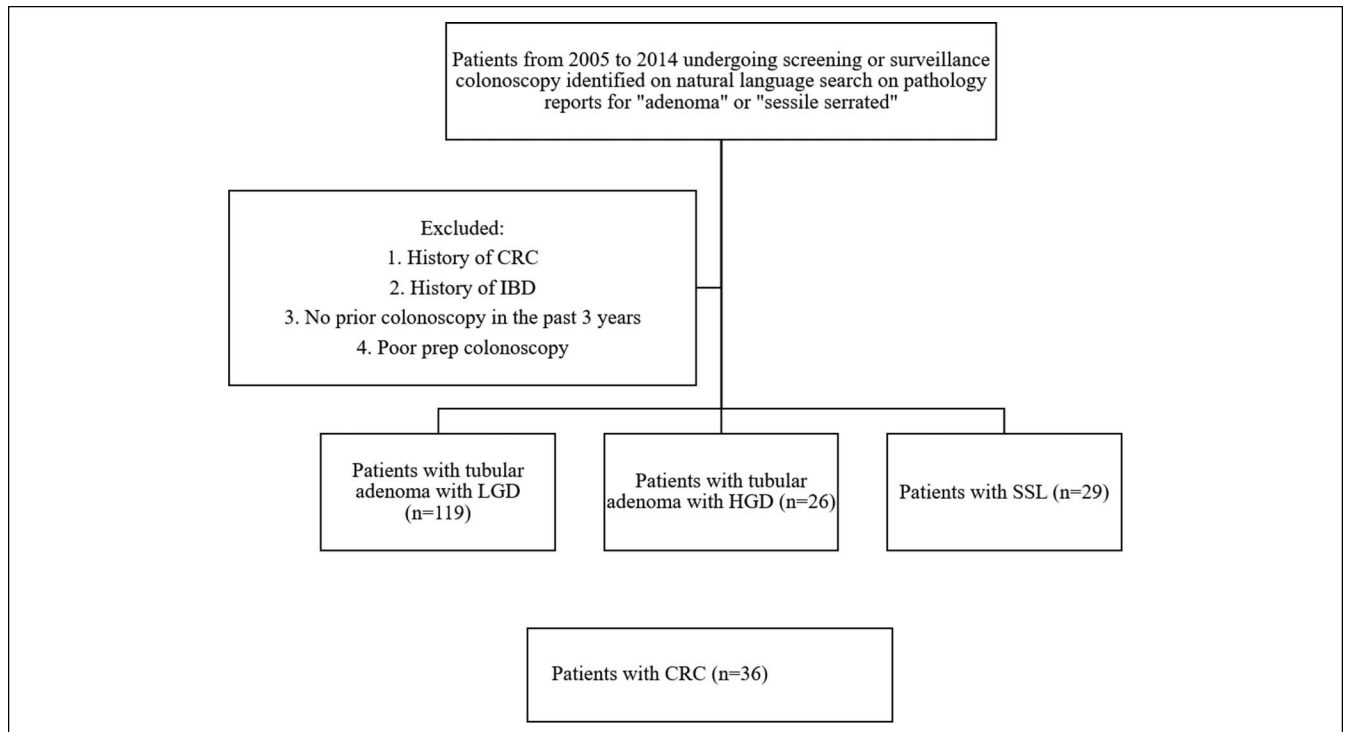 Patients from 2005 to 2014 undergoing screening or surveillance
colonoscopy identified on natural language search on pathology
reports for "adenoma" or "sessile serrated"
Excluded:
1. History of CRC
2. History of IBD
3. No prior colonoscopy in the past 3 years
4. Poor prep colonoscopy
Patients with tubular
adenoma with LGD
(n=119)
Patients with tubular
adenoma with HGD (n=26)
Patients with SSL (n=29)
Patients with CRC (n=36)